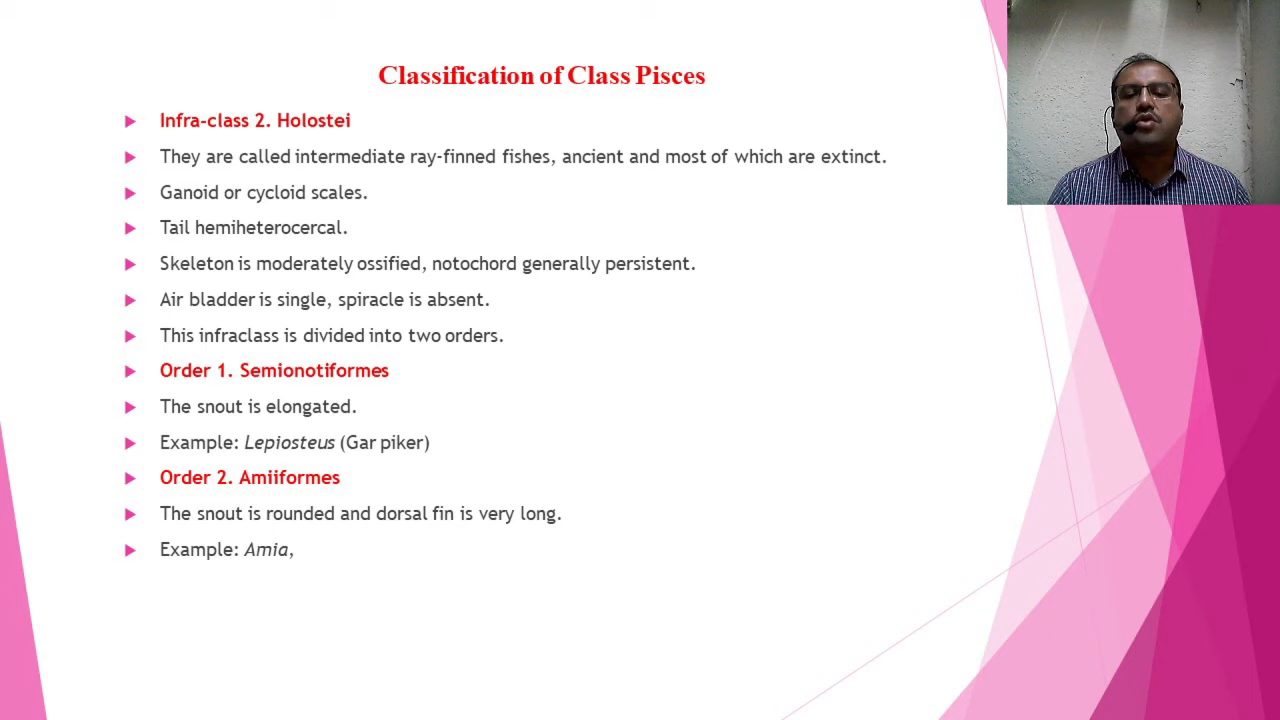 Classification of Class Pisces
Infra-class 2. Holostei
They are called intermediate ray-finned fishes, ancient and most of which are extinct.
Ganoid or cycloid scales.
Tail hemiheterocercal.
Skeleton is moderately ossified, notochord generally persistent.
Air bladder is single, spiracle is absent.
This infraclass is divided into two orders.
Order 1. Semionotiformes
The snout is elongated.
Example: Lepiosteus (Gar piker)
Order 2. Amiiformes
The snout is rounded and dorsal fin is very long.
Example: Amia,